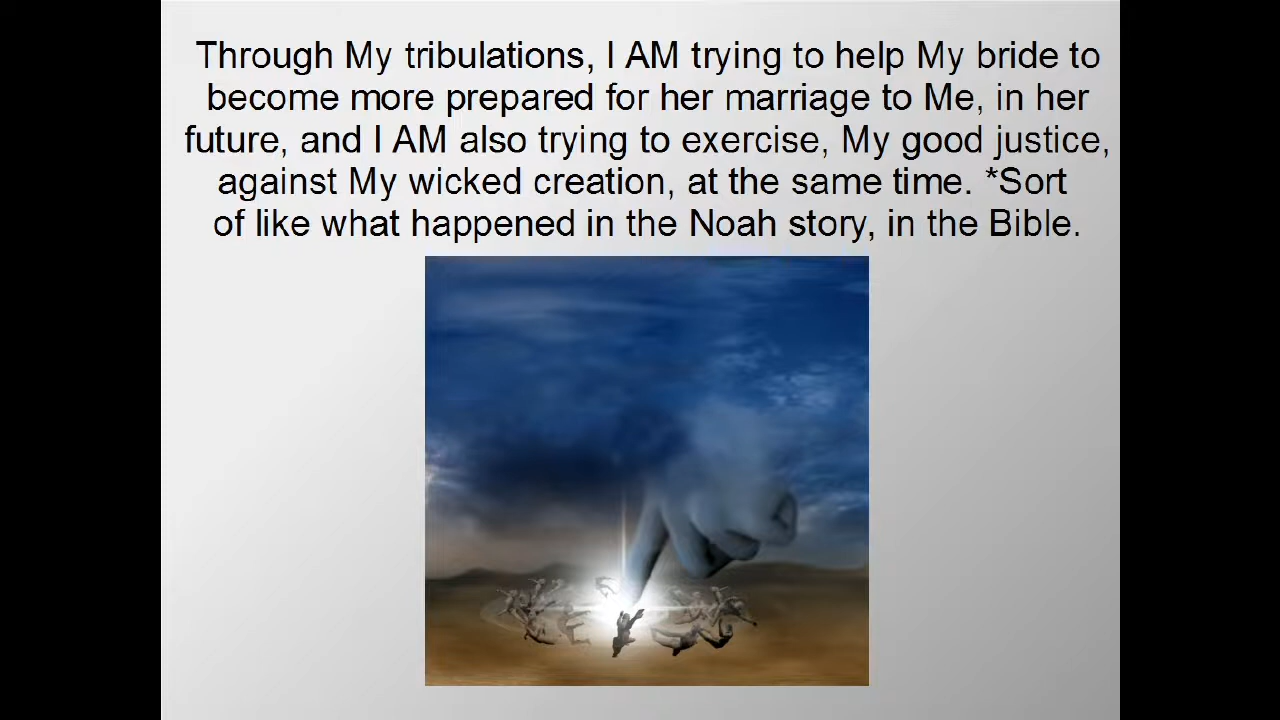 Through My tribulations, I AM trying to help My bride to
become more prepared for her marriage to Me, in her
future, and I AM also trying to exercise, My good justice,
against My wicked creation, at the same time. *Sort
of like what happened in the Noah story, in the Bible.